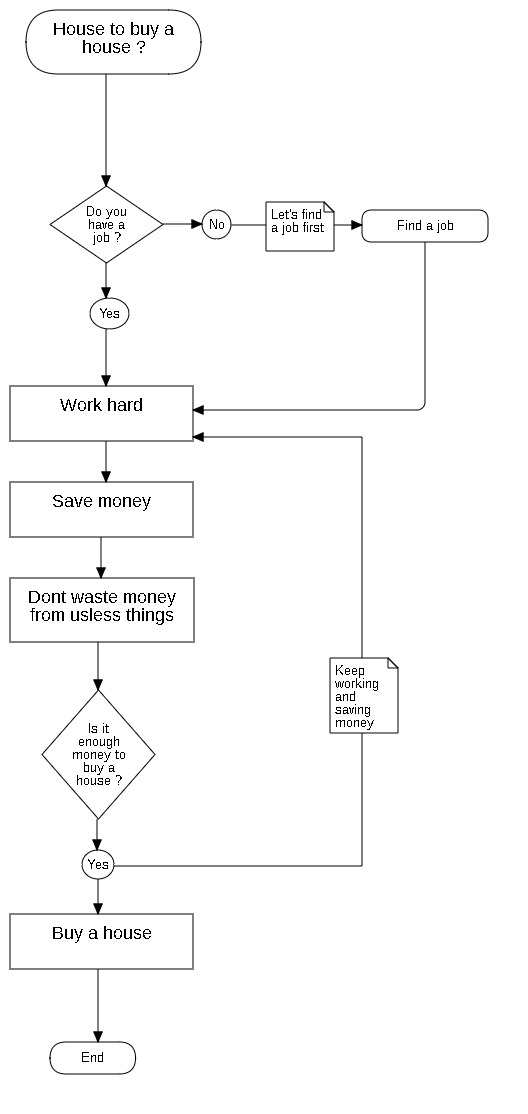 House to buy a
house ?
Do you
have a
job ?
No
Let's find
a job first
Find a job
Yes
Work hard
Save money
Dont waste money
from usless things
Keep
working
and
saving
money
Is it
enough
money to
buy a
house ?
Yes
Buy a house
End